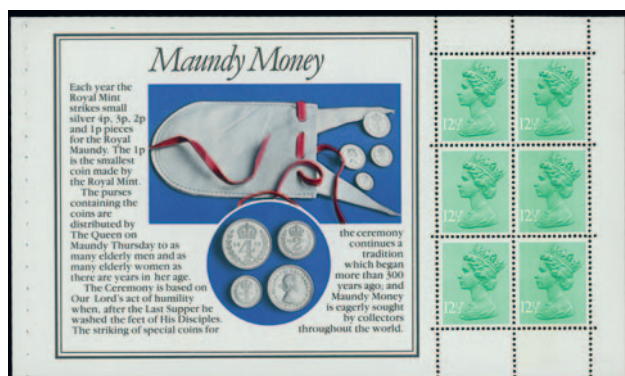 Maundy Money
Each year the
Royal Mint
strikes small
silver 4p, 3p, 2p
and 1p pieces
for the Royal
Maundy. The 1p
is the smallest
coin made by
the Royal Mint.
The purses
containing the
coins are
distributed by
The Queen on
Maundy Thursday to as
many elderly men and as
many elderly women as
there are years in her age.
The Ceremony is based on
Our Lord's act of humility
when, after the Last Supper he
washed the feet of His Disciples.
The striking of special coins for
the ceremony
continues a
tradition
which began
more than 300
years ago; and
Maundy Money
is eagerly sought
by collectors
throughout the world.
4
2
12½
12½
12½
12½
12½
12½